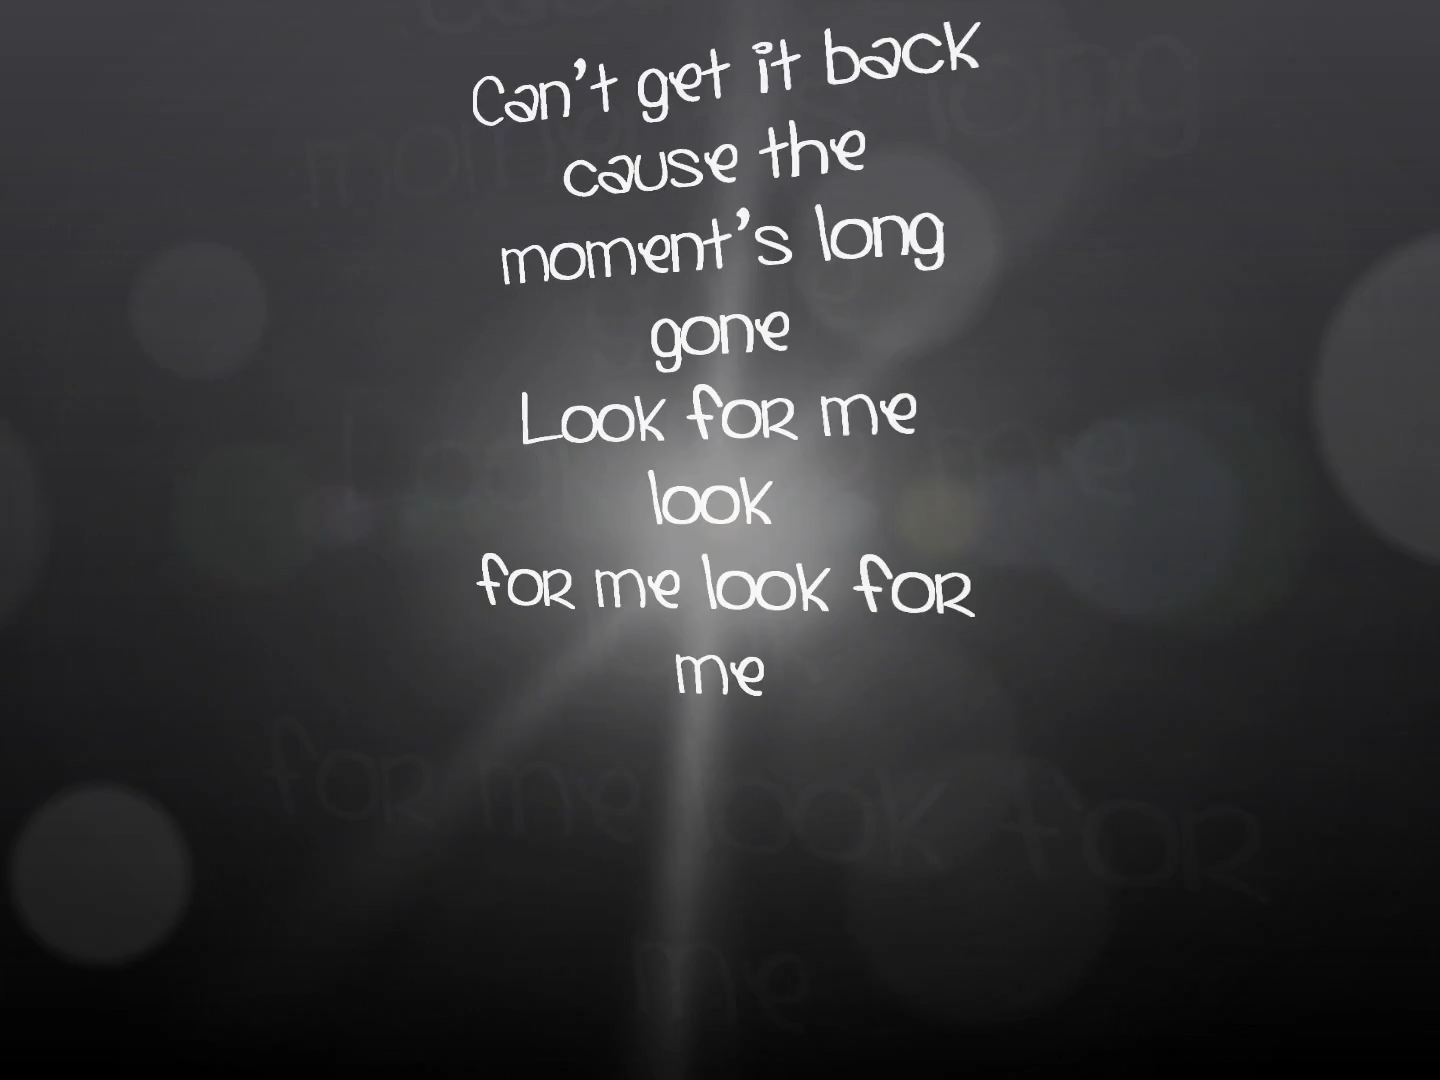 Can't get it back
cause the
moment's long
gone
Look for me
look
for me look for
me